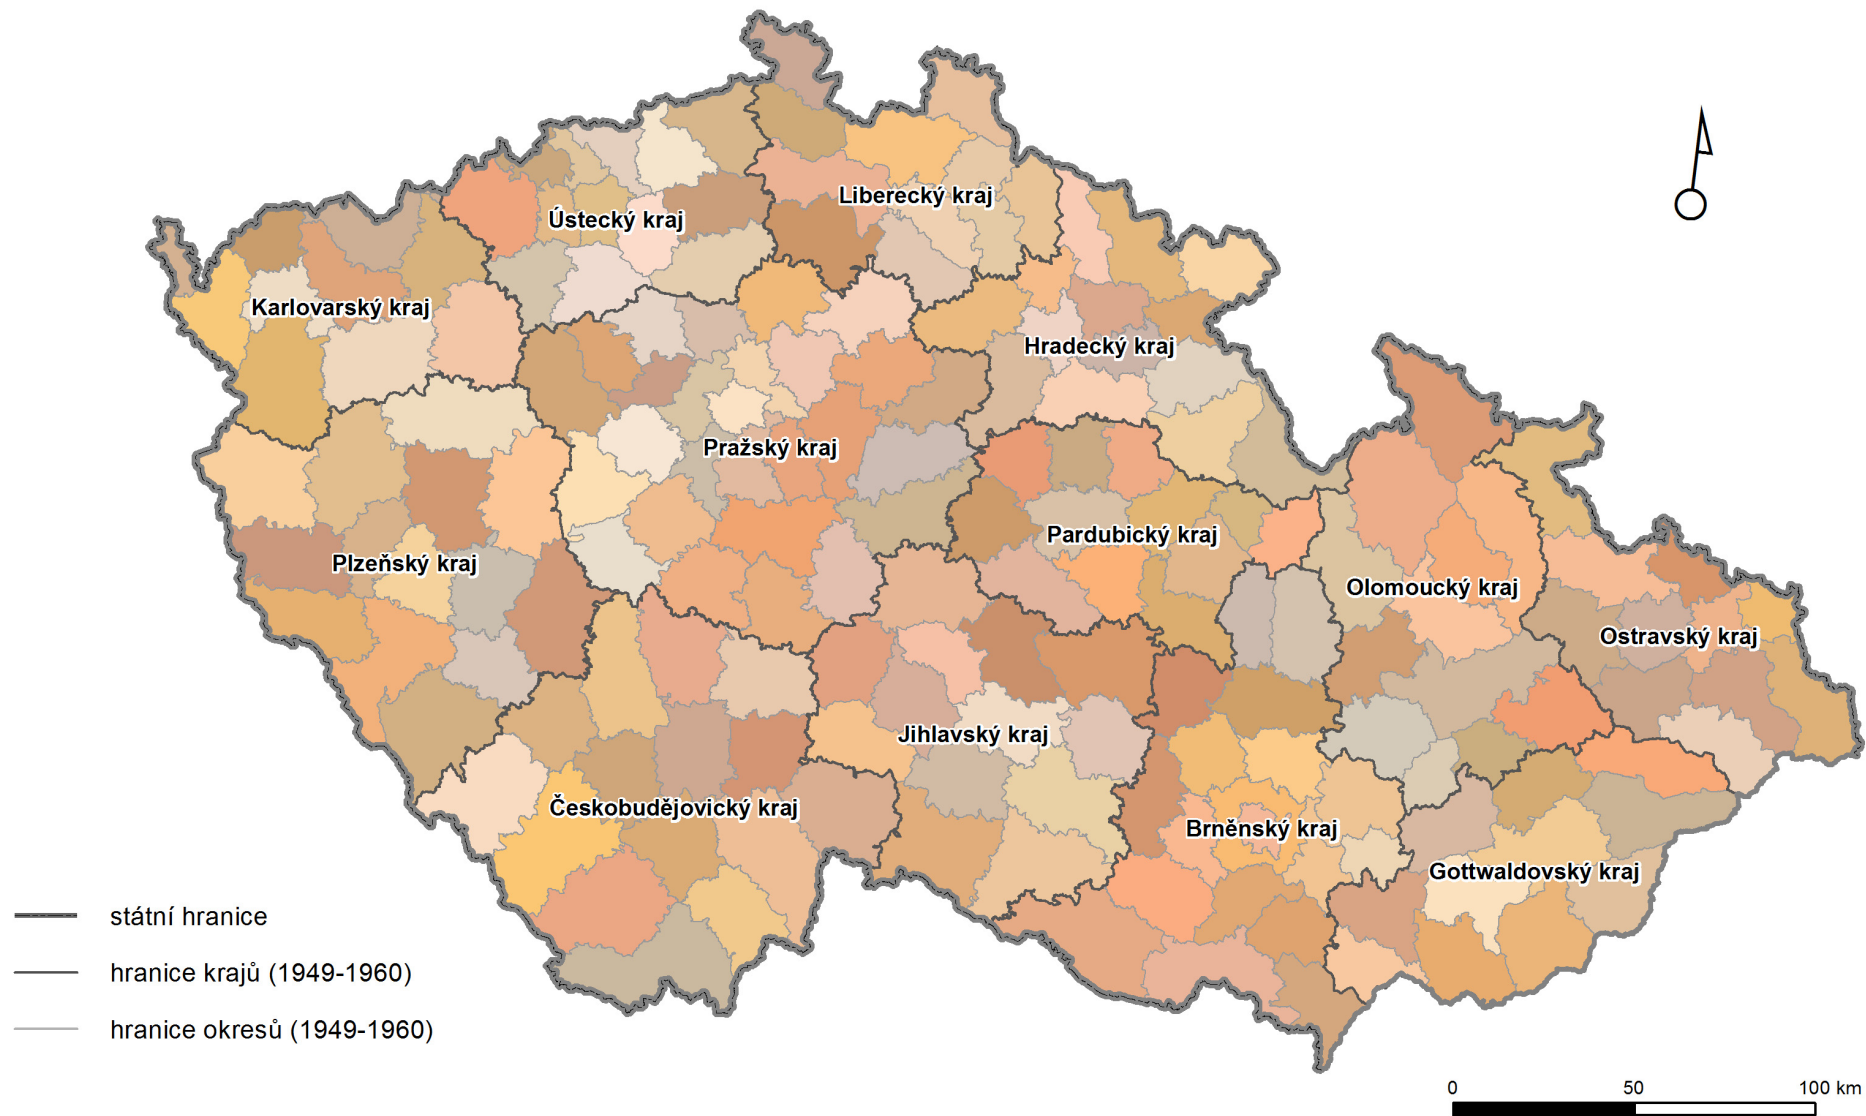 Liberecký kraj
Ústecký kraj
Karlovarský kraj
Hradecký kraj
Pražský kraj
Pardubický kraj
Plzeňský kraj
Olomoucký kraj
Ostravský kraj
Jihlavský kraj
Českobudějovický kraj
Brněnský kraj
Gottwaldovský kraj
státní hranice
hranice krajů (1949-1960)
hranice okresů (1949-1960)
0 50 100 km